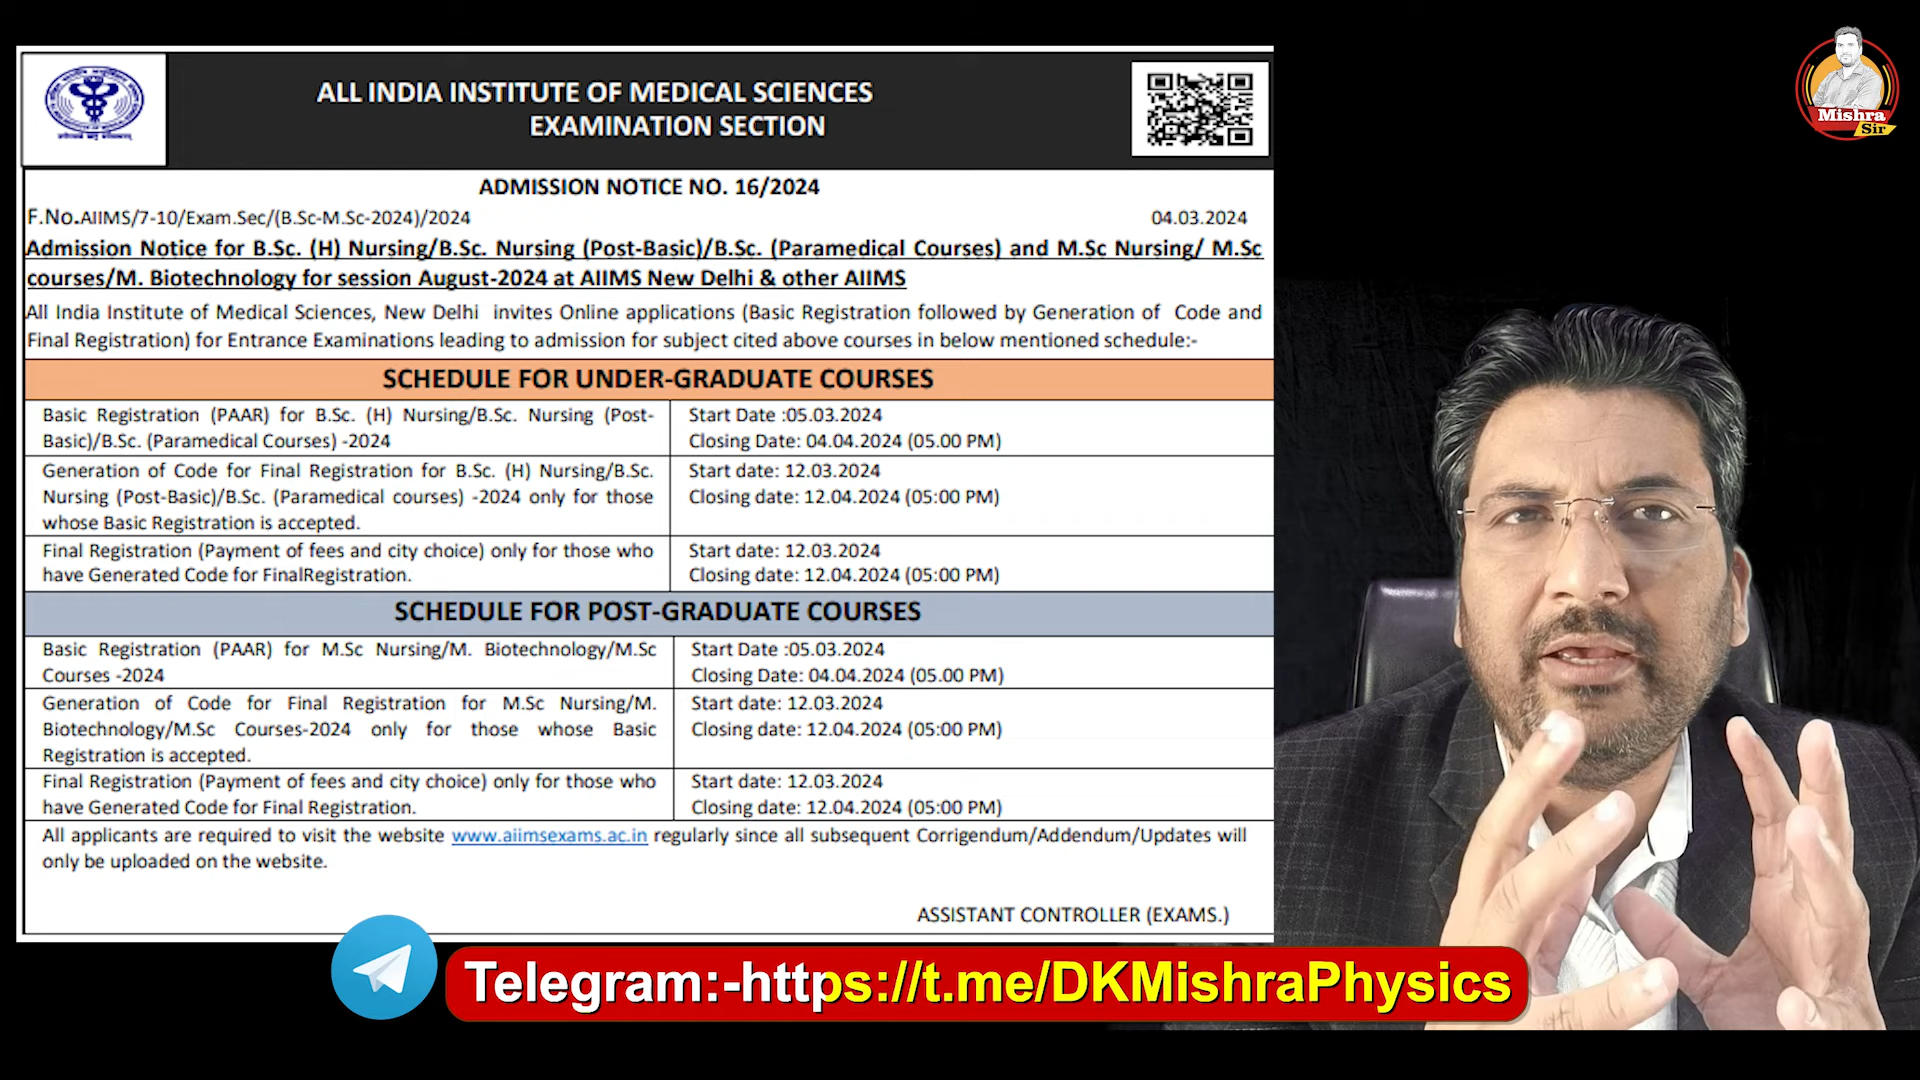 ALL INDIA INSTITUTE OF MEDICAL SCIENCES
EXAMINATION SECTION
Mishra
Sir
ADMISSION NOTICE NO. 16/2024
F.No.AIIMS/7-10/Exam.Sec/(B.Sc-M.Sc-2024)/2024 04.03.2024
Admission Notice for B.Sc. (H) Nursing/B.Sc. Nursing (Post-Basic)/B.Sc. (Paramedical Courses) and M.Sc Nursing/ M.Sc
courses/M. Biotechnology for session August-2024 at AIIMS New Delhi & other AIIMS
All India Institute of Medical Sciences, New Delhi invites Online applications (Basic Registration followed by Generation of Code and
Final Registration) for Entrance Examinations leading to admission for subject cited above courses in below mentioned schedule:-
SCHEDULE FOR UNDER-GRADUATE COURSES
Basic Registration (PAAR) for B.Sc. (H) Nursing/B.Sc. Nursing (Post-
Basic)/B.Sc. (Paramedical Courses) -2024
Start Date :05.03.2024
Closing Date: 04.04.2024 (05.00 PM)
Generation of Code for Final Registration for B.Sc. (H) Nursing/B.Sc.
Nursing (Post-Basic)/B.Sc. (Paramedical courses) -2024 only for those
whose Basic Registration is accepted.
Start date: 12.03.2024
Closing date: 12.04.2024 (05:00 PM)
Final Registration (Payment of fees and city choice) only for those who
have Generated Code for FinalRegistration.
Start date: 12.03.2024
Closing date: 12.04.2024 (05:00 PM)
SCHEDULE FOR POST-GRADUATE COURSES
Basic Registration (PAAR) for M.Sc Nursing/M. Biotechnology/M.Sc
Courses -2024
Start Date :05.03.2024
Closing Date: 04.04.2024 (05.00 PM)
Generation of Code for Final Registration for M.Sc Nursing/M.
Biotechnology/M.Sc Courses-2024 only for those whose Basic
Registration is accepted.
Start date: 12.03.2024
Closing date: 12.04.2024 (05:00 PM)
Final Registration (Payment of fees and city choice) only for those who
have Generated Code for Final Registration.
Start date: 12.03.2024
Closing date: 12.04.2024 (05:00 PM)
All applicants are required to visit the website www.aiimsexams.ac.in regularly since all subsequent Corrigendum/Addendum/Updates will
only be uploaded on the website.
ASSISTANT CONTROLLER (EXAMS.)
Telegram:-https://t.me/DKMishraPhysics